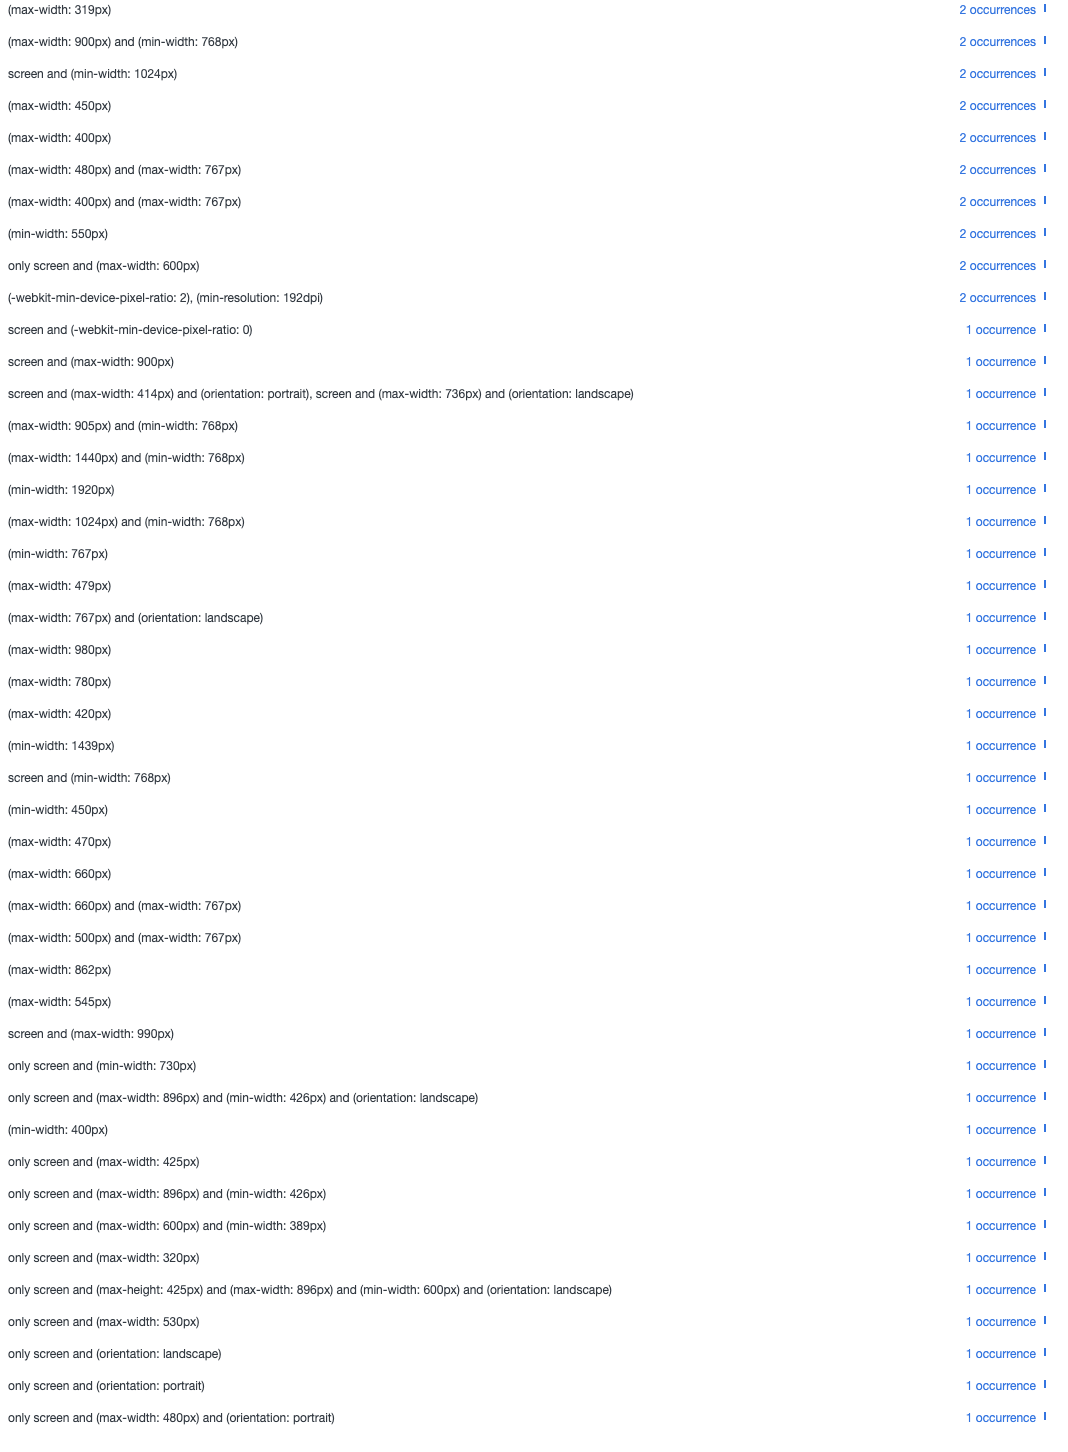 (max-width: 319px) 2 occurrences
(max-width: 900px) and (min-width: 768px) 2 occurrences
screen and (min-width: 1024px) 2 occurrences
(max-width: 450px) 2 occurrences
(max-width: 400px) 2 occurrences
(max-width: 480px) and (max-width: 767px) 2 occurrences
(max-width: 400px) and (max-width: 767px) 2 occurrences
(min-width: 550px) 2 occurrences
only screen and (max-width: 600px) 2 occurrences
(-webkit-min-device-pixel-ratio: 2), (min-resolution: 192dpi) 2 occurrences
screen and (-webkit-min-device-pixel-ratio: 0) 1 occurrence
screen and (max-width: 900px) 1 occurrence
screen and (max-width: 414px) and (orientation: portrait), screen and (max-width: 736px) and (orientation: landscape) 1 occurrence
(max-width: 905px) and (min-width: 768px) 1 occurrence
(max-width: 1440px) and (min-width: 768px) 1 occurrence
(min-width: 1920px) 1 occurrence
(max-width: 1024px) and (min-width: 768px) 1 occurrence
(min-width: 767px) 1 occurrence
(max-width: 479px) 1 occurrence
(max-width: 767px) and (orientation: landscape) 1 occurrence
(max-width: 980px) 1 occurrence
(max-width: 780px) 1 occurrence
(max-width: 420px) 1 occurrence
(min-width: 1439px) 1 occurrence
screen and (min-width: 768px) 1 occurrence
(min-width: 450px) 1 occurrence
(max-width: 470px) 1 occurrence
(max-width: 660px) 1 occurrence
(max-width: 660px) and (max-width: 767px) 1 occurrence
(max-width: 500px) and (max-width: 767px) 1 occurrence
(max-width: 862px) 1 occurrence
(max-width: 545px) 1 occurrence
screen and (max-width: 990px) 1 occurrence
only screen and (min-width: 730px) 1 occurrence
only screen and (max-width: 896px) and (min-width: 426px) and (orientation: landscape) 1 occurrence
(min-width: 400px) 1 occurrence
only screen and (max-width: 425px) 1 occurrence
only screen and (max-width: 896px) and (min-width: 426px) 1 occurrence
only screen and (max-width: 600px) and (min-width: 389px) 1 occurrence
only screen and (max-width: 320px) 1 occurrence
only screen and (max-height: 425px) and (max-width: 896px) and (min-width: 600px) and (orientation: landscape) 1 occurrence
only screen and (max-width: 530px) 1 occurrence
only screen and (orientation: landscape) 1 occurrence
only screen and (orientation: portrait) 1 occurrence
only screen and (max-width: 480px) and (orientation: portrait) 1 occurrence